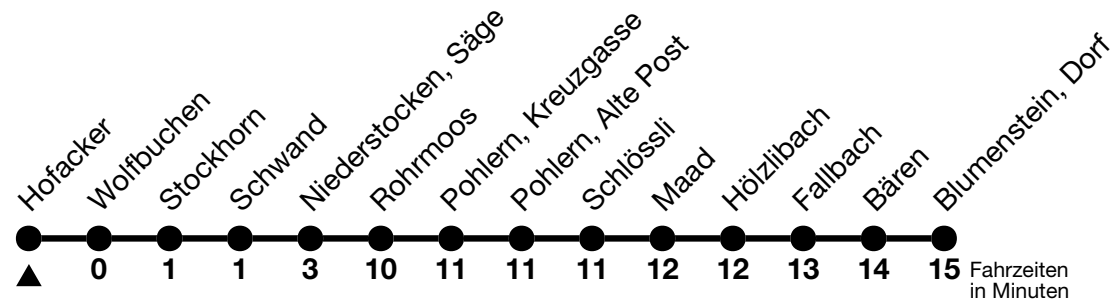 Hofacker
Wolfbuchen
Stockhorn
Schwand
Niederstocken, Säge
Rohrmoos
Pohlern, Kreuzgasse
Pohlern, Alte Post
Schlössli
Maad
Hölzlibach
Fallbach
Bären
Blumenstein, Dorf
0 1 1 3 10 11 11 11 12 12 13 14 15 Fahrzeiten
in Minuten